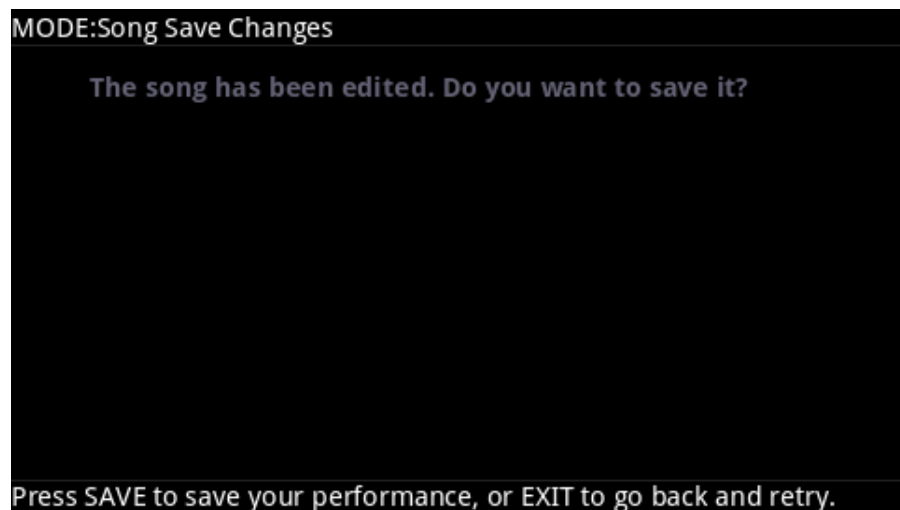 MODE:Song Save Changes
The song has been edited. Do you want to save it?
Press SAVE to save your performance, or EXIT to go back and retry.